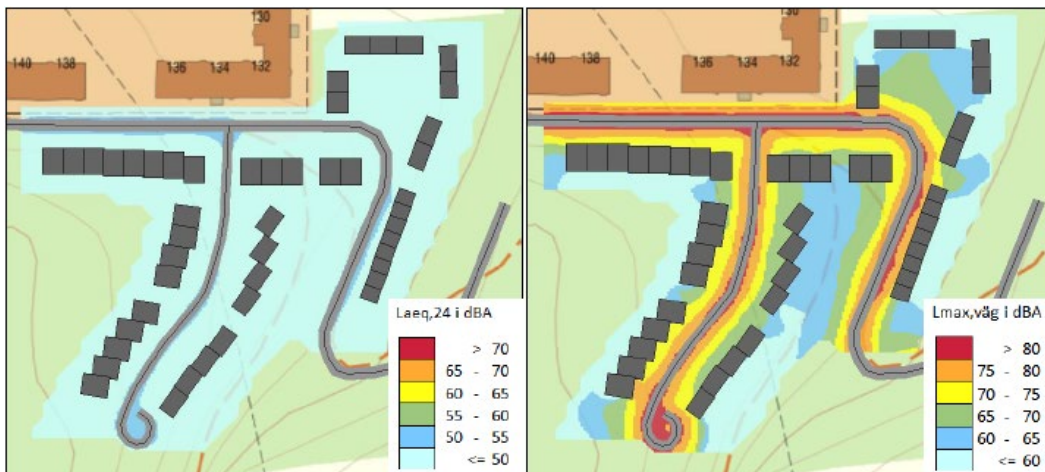 130
140 138
136 134 132
Laeq,24 i dBA
> 70
65 - 70
60 - 65
55 - 60
50 - 55
<= 50
130
140 138
136 134 132
Lmax,väg i dBA
> 80
75 - 80
70 - 75
65 - 70
60 - 65
<= 60